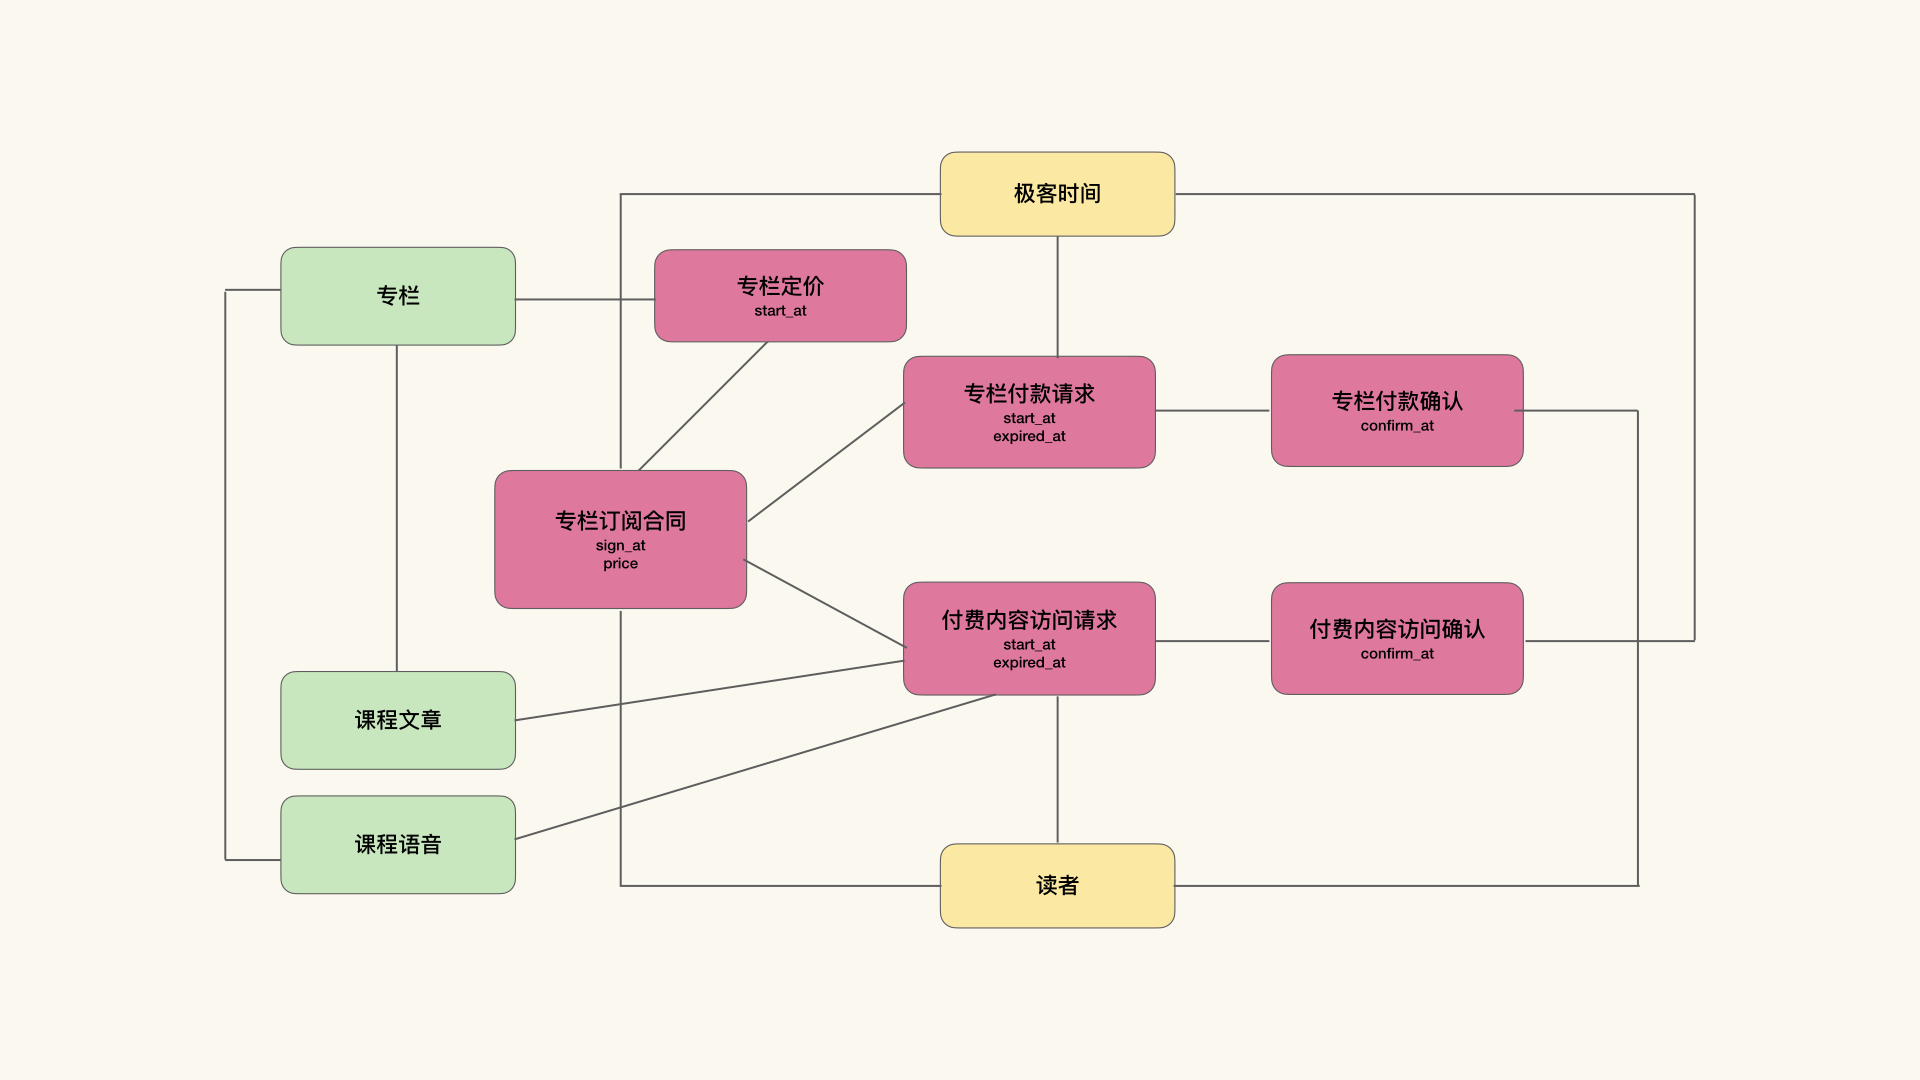 极客时间
专栏
专栏定价
start_at
专栏付款请求
start_at
expired_at
专栏付款确认
confirm_at
专栏订阅合同
sign_at
price
付费内容访问请求
start_at
expired_at
付费内容访问确认
confirm_at
课程文章
课程语音
读者